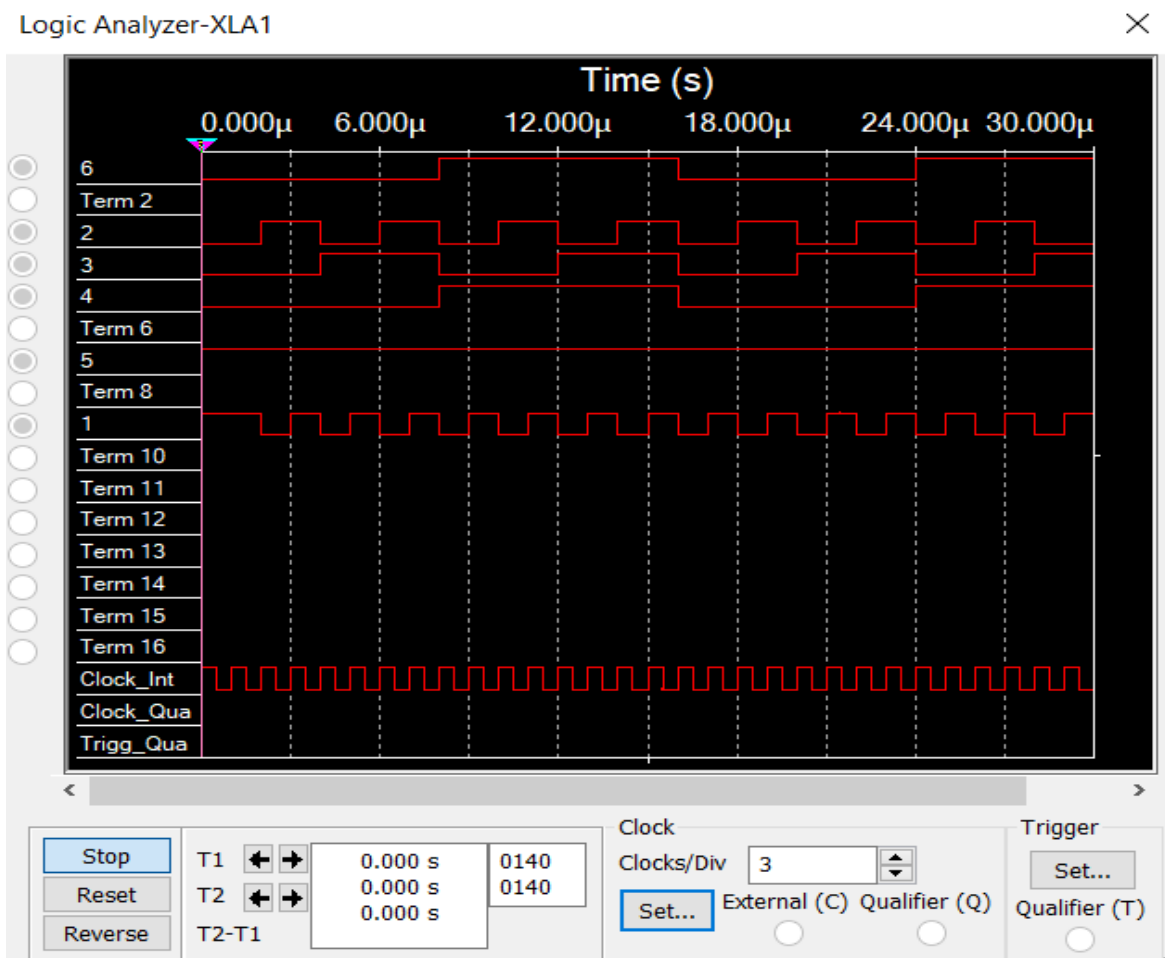 Logic Analyzer-XLA1
Time (s)
0.000µ 6.000µ 12.000µ 18.000µ 24.000µ 30.000µ
6
Term 2
2
3
4
Term 6
5
Term 8
1
Term 10
Term 11
Term 12
Term 13
Term 14
Term 15
Term 16
Clock_Int
Clock_Qua
Trigg_Qua
Stop
Reset
Reverse
T1 0.000 s 0140
T2 0.000 s 0140
T2-T1 0.000 s
Clock
Clocks/Div 3
Set... External (C) Qualifier (Q)
Trigger
Set...
Qualifier (T)